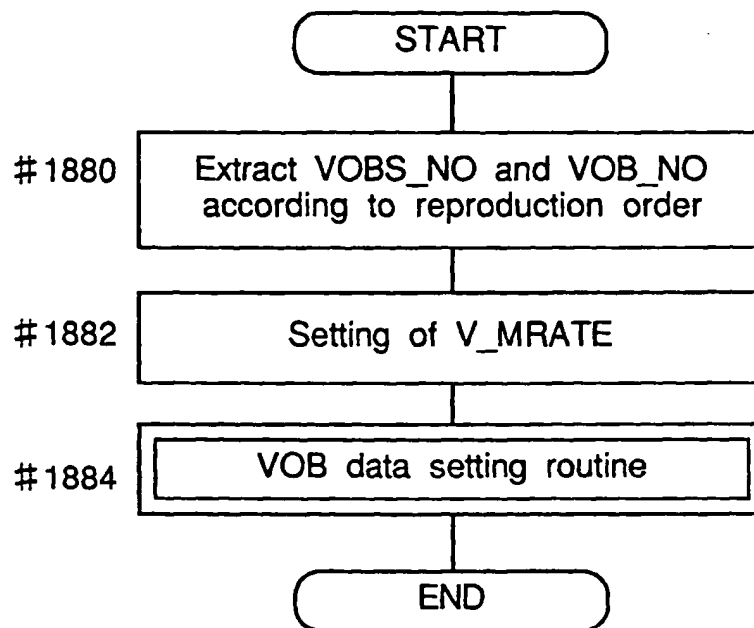 START
#1880
Extract VOBS_NO and VOB_NO
according to reproduction order
#1882
Setting of V_MRATE
#1884
VOB data setting routine
END